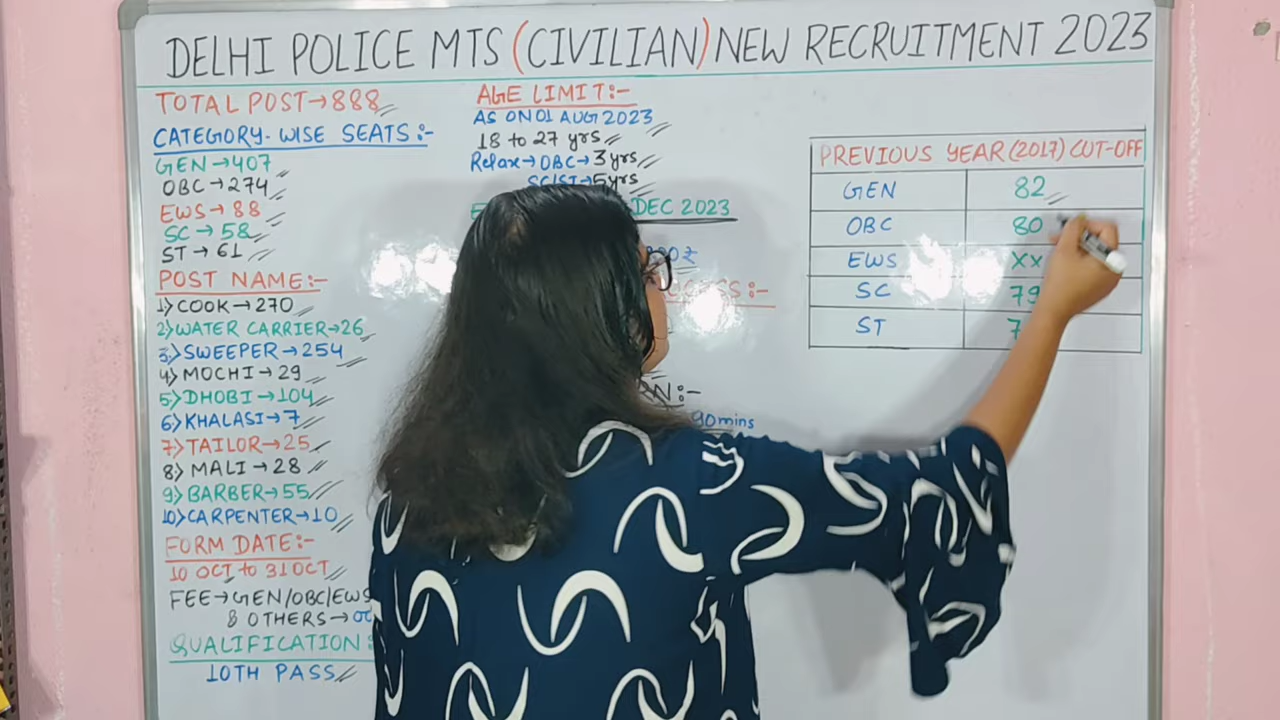 DELHI POLICE MTS (CIVILIAN) NEW RECRUITMENT 2023
TOTAL POST→888
CATEGORY-WISE SEATS:-
GEN→407
OBC→274
EWS→88
SC→58
ST→61
POST NAME:-
1) COOK→270
2) WATER CARRIER→26
3) SWEEPER→254
4) MOCHI→29
5) DHOBI→104
6) KHALASI→7
7) TAILOR→25
8) MALI→28
9) BARBER→55
10) CARPENTER→10
FORM DATE:-
10 OCT to 31 OCT
FEE→GEN/OBC/EWS
& OTHERS→
QUALIFICATION:
10TH PASS
AGE LIMIT:-
AS ON 01 AUG 2023
18 to 27 yrs
Relax→OBC→3 yrs
SC/ST→5yrs
DEC 2023
90 mins
PREVIOUS YEAR (2017) CUT-OFF
GEN 82
OBC 80
EWS XX
SC 79
ST 7